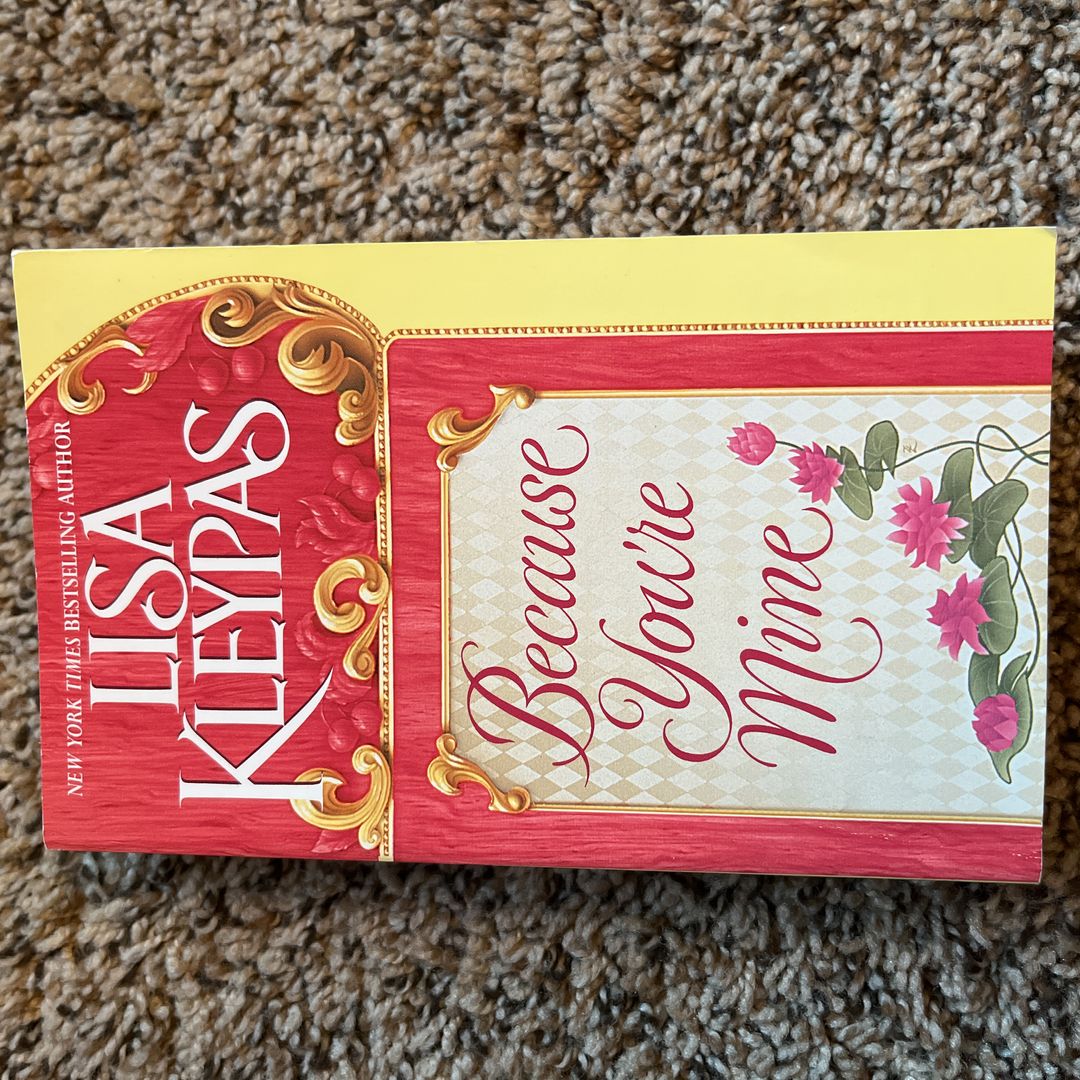 NEW YORK TIMES BESTSELLING AUTHOR
LISA
KLEYPAS
Because
You're
Mine